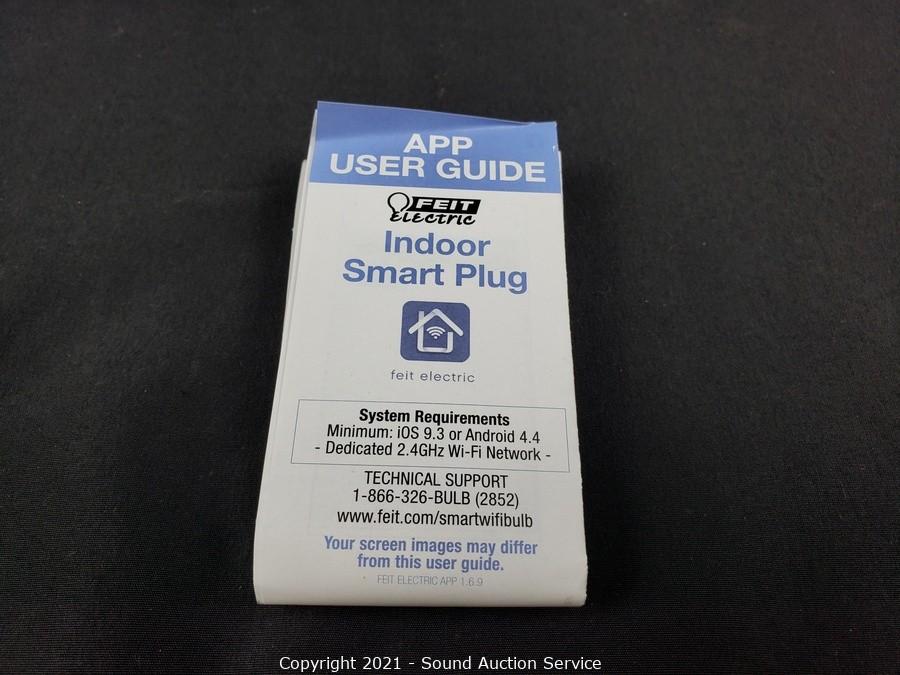 APP
USER GUIDE
FEIT
ELECTRIC
Indoor
Smart Plug
feit electric
System Requirements
Minimum: iOS 9.3 or Android 4.4
- Dedicated 2.4GHz Wi-Fi Network -
TECHNICAL SUPPORT
1-866-326-BULB (2852)
www.feit.com/smartwifibulb
Your screen images may differ
from this user guide.
FEIT ELECTRIC APP 1.6.9
Copyright 2021 - Sound Auction Service